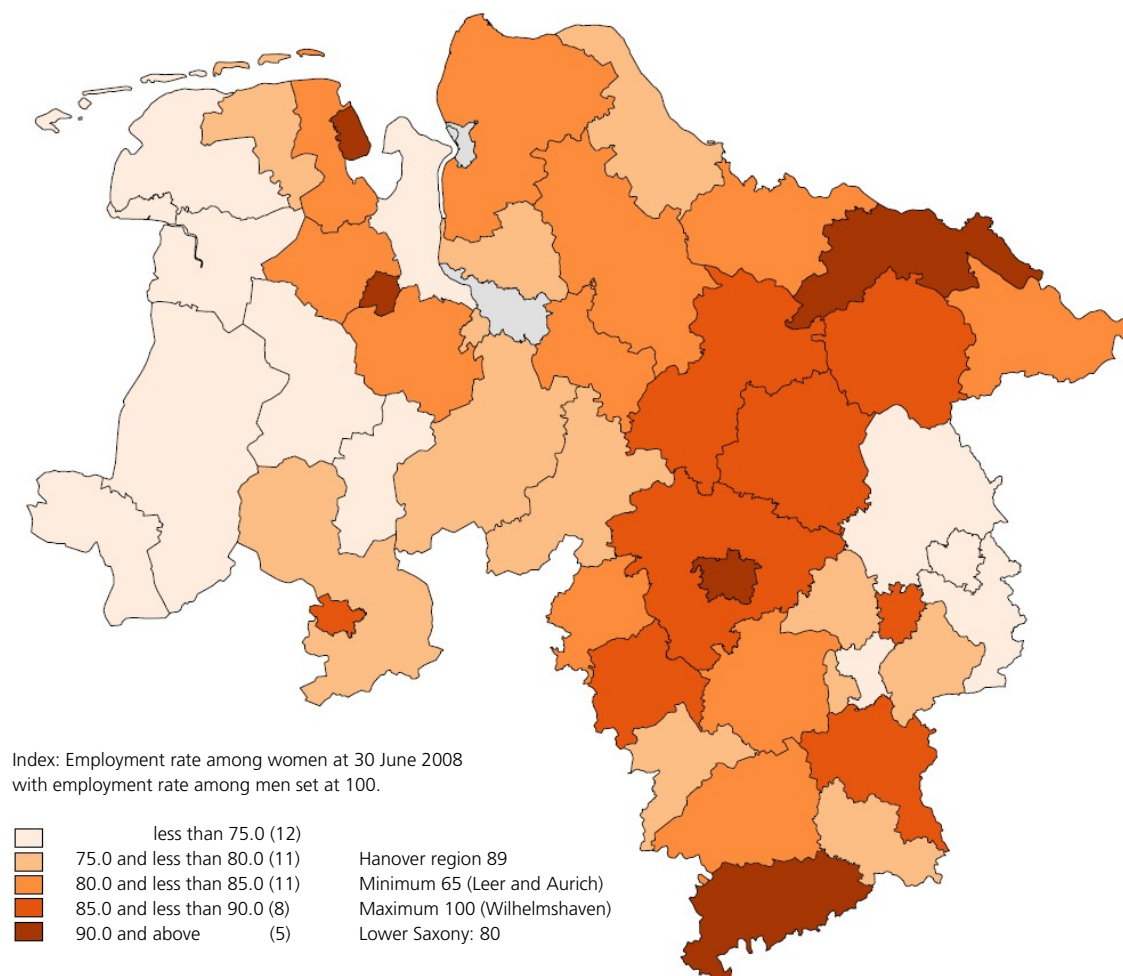 Index: Employment rate among women at 30 June 2008
with employment rate among men set at 100.
less than 75.0 (12)
75.0 and less than 80.0 (11) Hanover region 89
80.0 and less than 85.0 (11) Minimum 65 (Leer and Aurich)
85.0 and less than 90.0 (8) Maximum 100 (Wilhelmshaven)
90.0 and above (5) Lower Saxony: 80